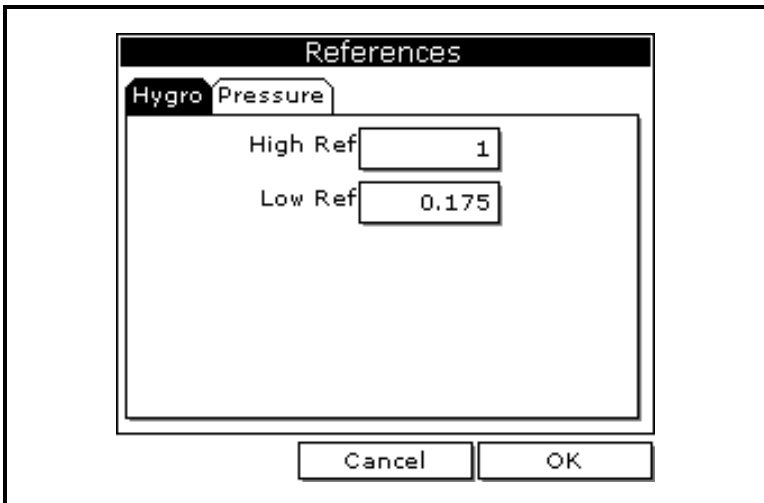 References
Hygro Pressure
High Ref 1
Low Ref 0.175
Cancel OK